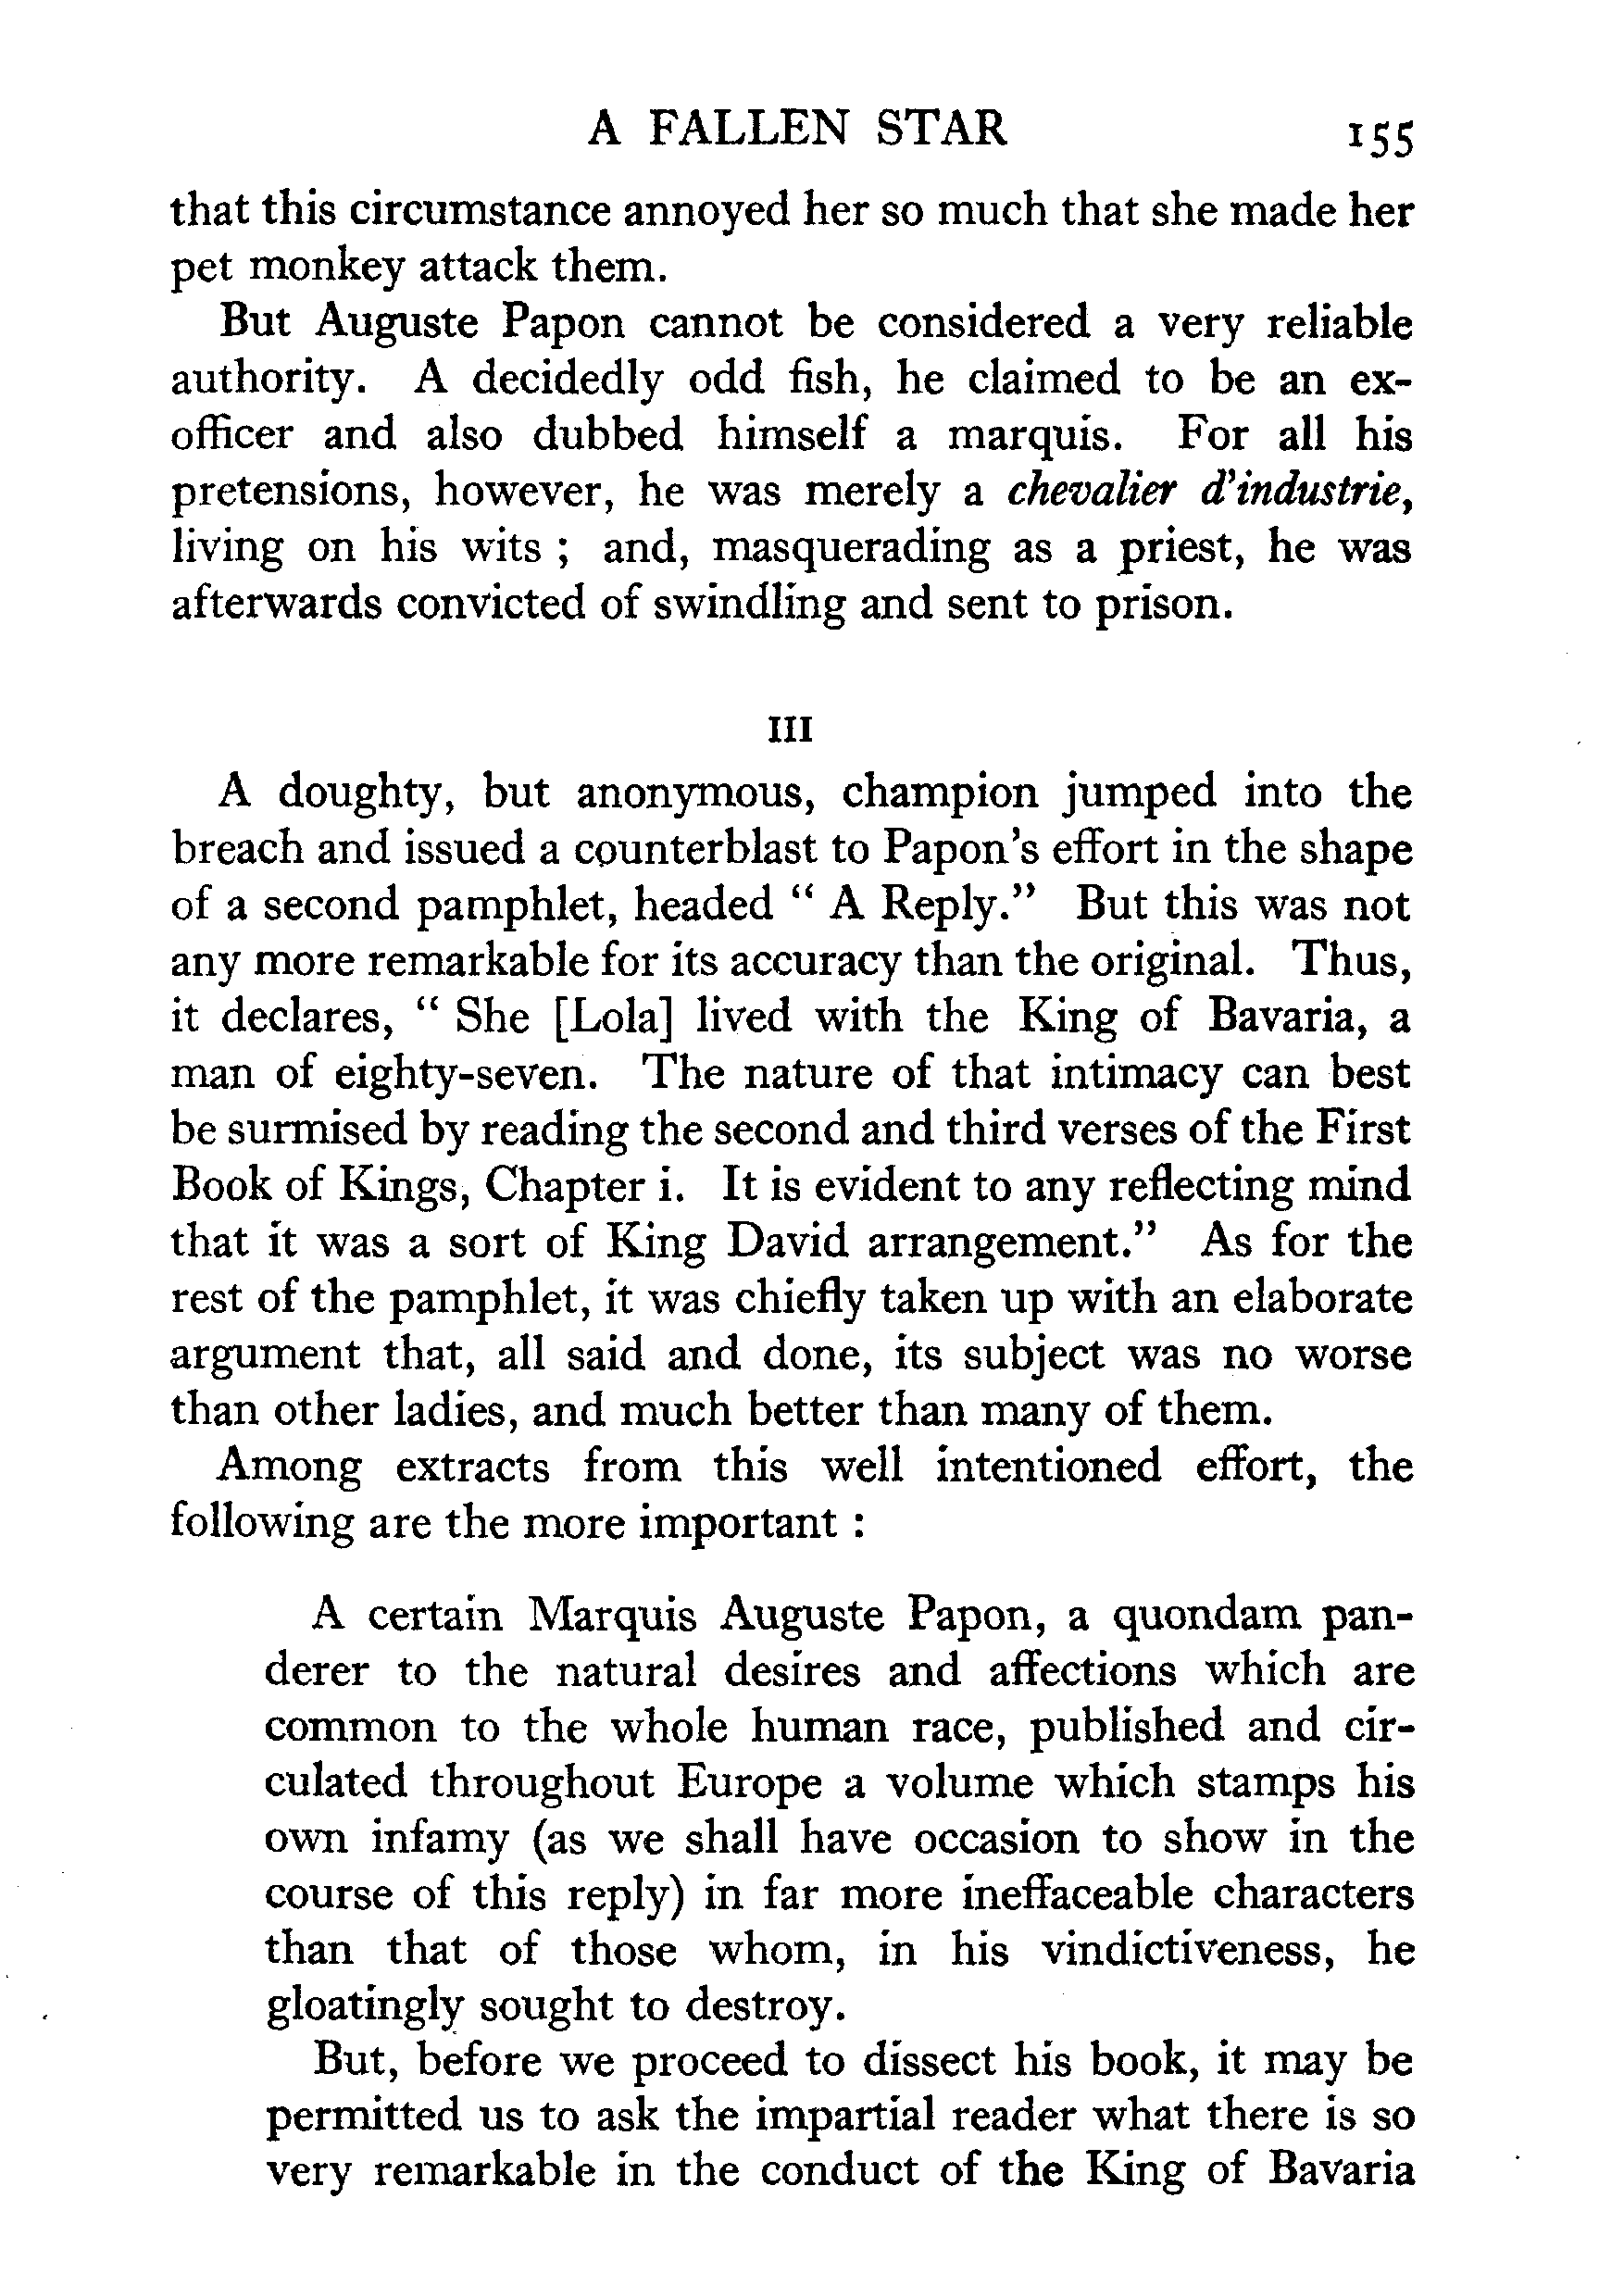 A FALLEN STAR 155
that this circumstance annoyed her so much that she made her
pet monkey attack them.
But Auguste Papon cannot be considered a very reliable
authority. A decidedly odd fish, he claimed to be an ex-
officer and also dubbed himself a marquis. For all his
pretensions, however, he was merely a chevalier d'industrie,
living on his wits ; and, masquerading as a priest, he was
afterwards convicted of swindling and sent to prison.
III
A doughty, but anonymous, champion jumped into the
breach and issued a counterblast to Papon's effort in the shape
of a second pamphlet, headed " A Reply." But this was not
any more remarkable for its accuracy than the original. Thus,
it declares, " She [Lola] lived with the King of Bavaria, a
man of eighty-seven. The nature of that intimacy can best
be surmised by reading the second and third verses of the First
Book of Kings, Chapter i. It is evident to any reflecting mind
that it was a sort of King David arrangement." As for the
rest of the pamphlet, it was chiefly taken up with an elaborate
argument that, all said and done, its subject was no worse
than other ladies, and much better than many of them.
Among extracts from this well intentioned effort, the
following are the more important :
A certain Marquis Auguste Papon, a quondam pan-
derer to the natural desires and affections which are
common to the whole human race, published and cir-
culated throughout Europe a volume which stamps his
own infamy (as we shall have occasion to show in the
course of this reply) in far more ineffaceable characters
than that of those whom, in his vindictiveness, he
gloatingly sought to destroy.
But, before we proceed to dissect his book, it may be
permitted us to ask the impartial reader what there is so
very remarkable in the conduct of the King of Bavaria